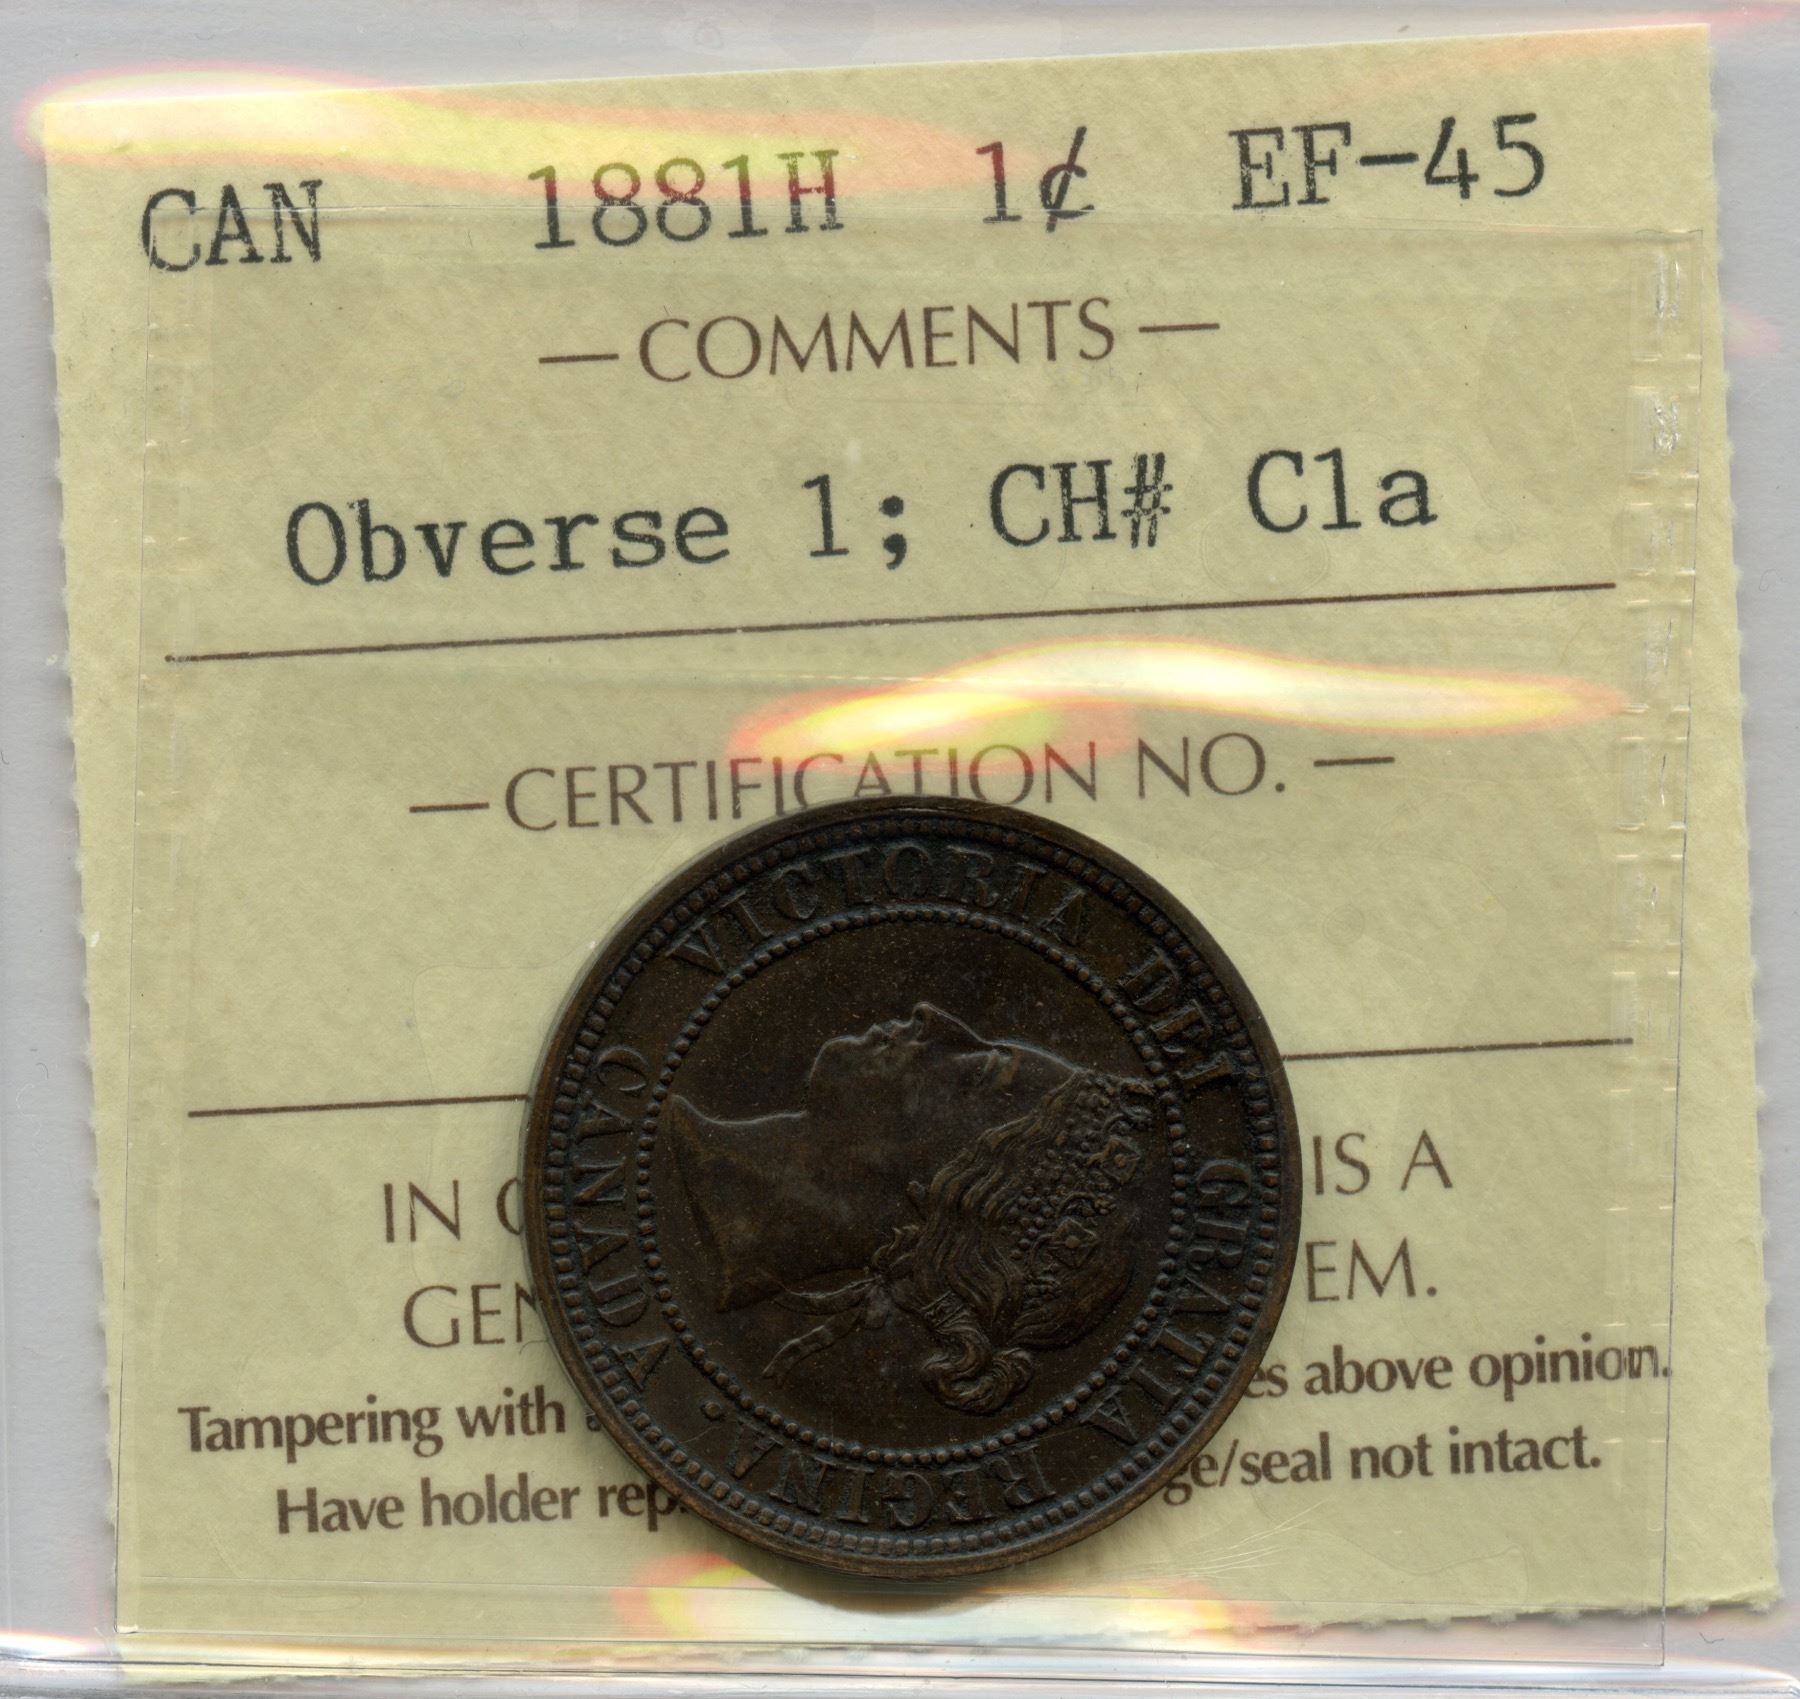 CAN 1881H 1¢ EF-45
— COMMENTS —
Obverse 1; CH# C1a
— CERTIFICATION NO. —
VICTORIA DEI GRATIA REGINA. CANADA
IN IS A
GEN EM.
Tampering with es above opinion.
Have holder rep ge/seal not intact.